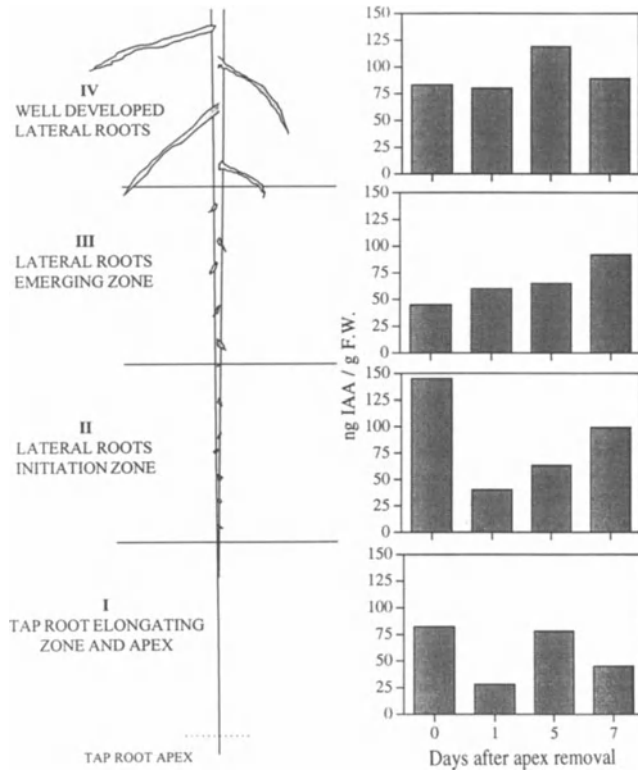 IV
WELL DEVELOPED
LATERAL ROOTS
III
LATERAL ROOTS
EMERGING ZONE
II
LATERAL ROOTS
INITIATION ZONE
I
TAP ROOT ELONGATING
ZONE AND APEX
TAP ROOT APEX
ng IAA / g F.W.
150
125
100
75
50
25
0
150
125
100
75
50
25
0
150
125
100
75
50
25
0
150
125
100
75
50
25
0
0 1 5 7
Days after apex removal